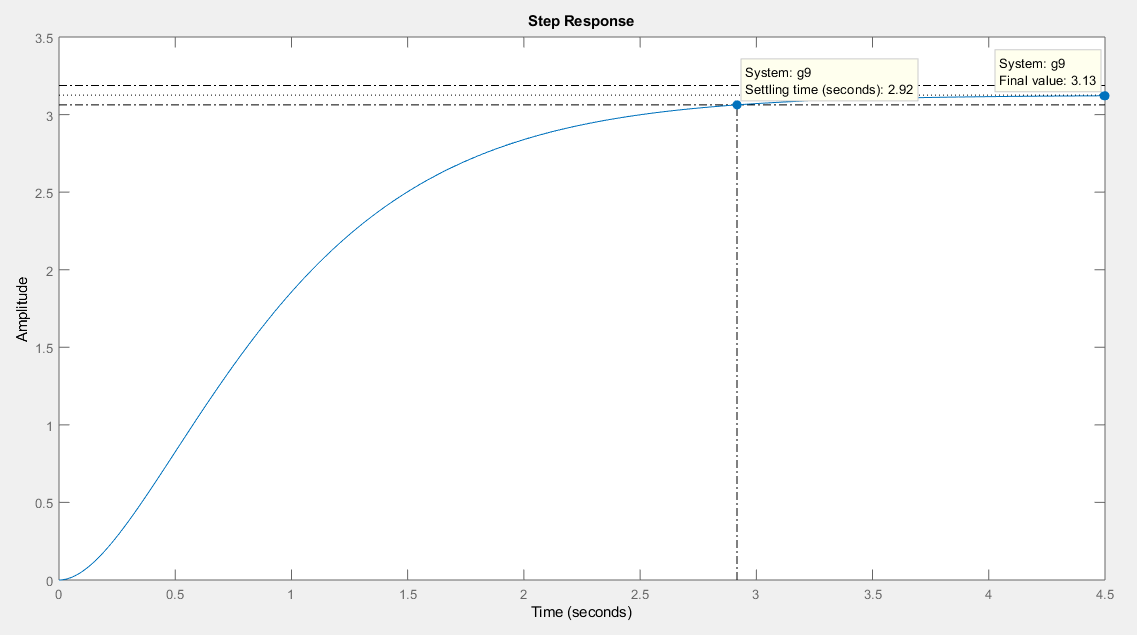 Step Response
System: g9
Final value: 3.13
System: g9
Settling time (seconds): 2.92
3.5
3
2.5
2
1.5
1
0.5
0
Amplitude
0 0.5 1 1.5 2 2.5 3 3.5 4 4.5
Time (seconds)